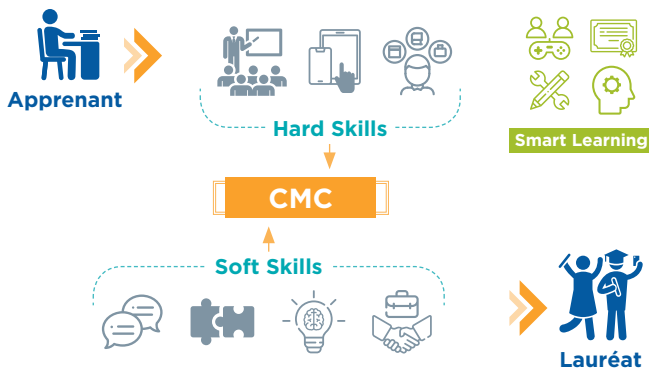 Apprenant
Hard Skills
Smart Learning
CMC
Soft Skills
Lauréat